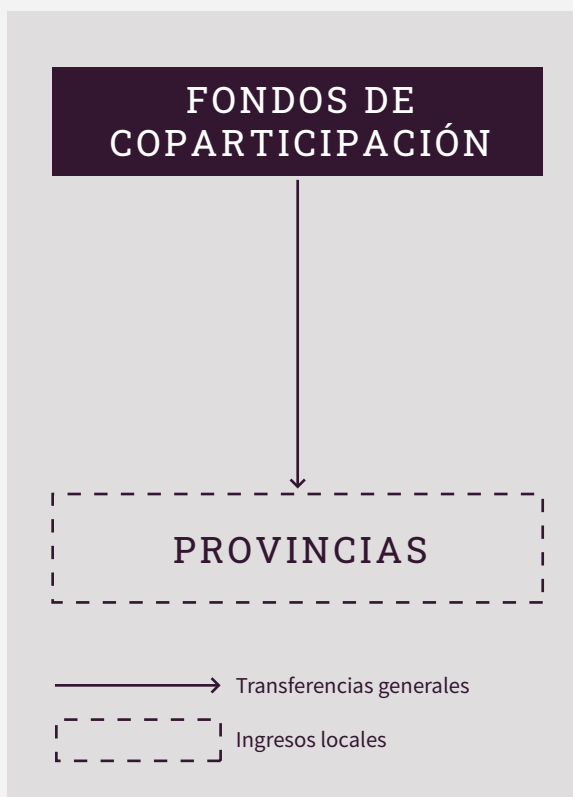 FONDOS DE
COPARTICIPACIÓN
PROVINCIAS
Transferencias generales
Ingresos locales